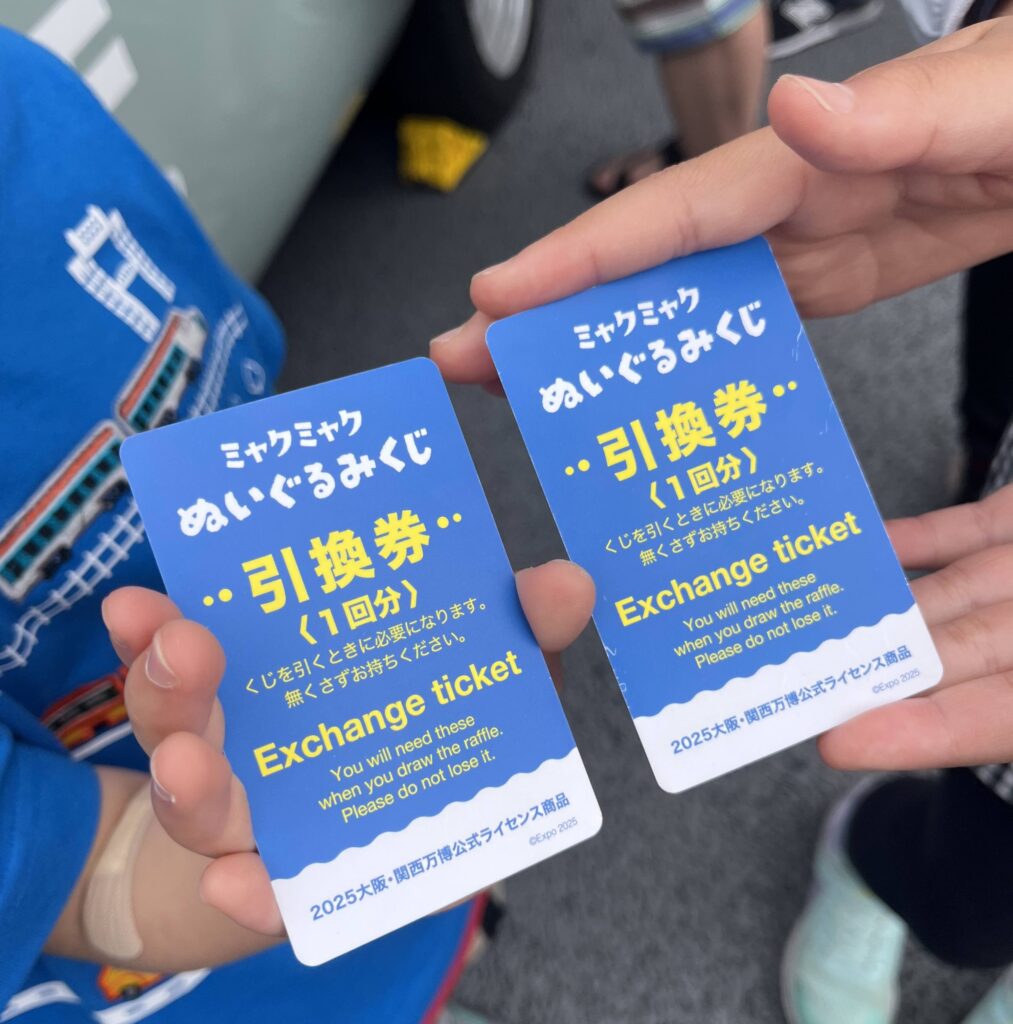 ミャクミャク
ぬいぐるみくじ
引換券
〈1回分〉
くじを引くときに必要になります。
無くさずお持ちください。
Exchange ticket
You will need these
when you draw the raffle.
Please do not lose it.
2025大阪・関西万博公式ライセンス商品
©Expo 2025
ミャクミャク
ぬいぐるみくじ
引換券
〈1回分〉
くじを引くときに必要になります。
無くさずお持ちください。
Exchange ticket
You will need these
when you draw the raffle.
Please do not lose it.
2025大阪・関西万博公式ライセンス商品
©Expo 2025